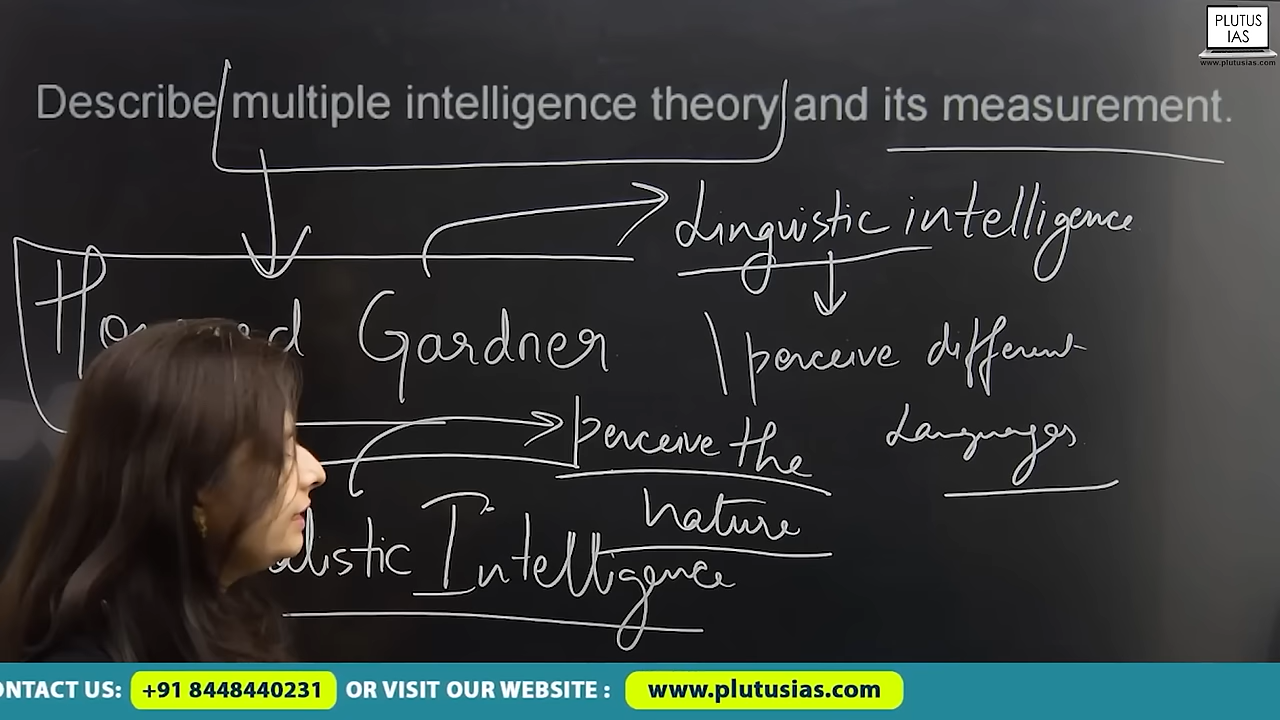 PLUTUS
IAS
www.plutusias.com
Describe multiple intelligence theory and its measurement.
Linguistic intelligence
Gardner
perceive different
Languages
perceive the
nature
Intelligence
CONTACT US: +91 8448440231 OR VISIT OUR WEBSITE : www.plutusias.com